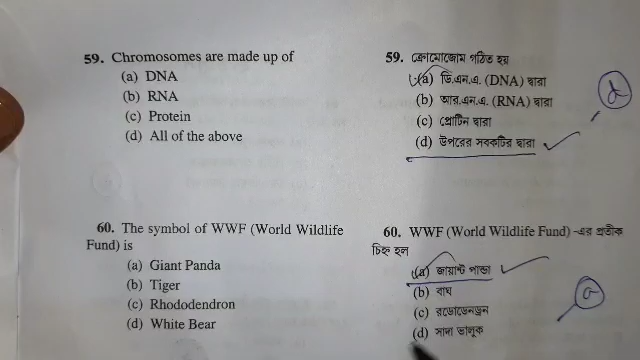 59. Chromosomes are made up of
(a) DNA
(b) RNA
(c) Protein
(d) All of the above
60. The symbol of WWF (World Wildlife
Fund) is
(a) Giant Panda
(b) Tiger
(c) Rhododendron
(d) White Bear
59. ক্রোমোজোম গঠিত হয়
(a) ডি.এন.এ. (DNA) দ্বারা
(b) আর.এন.এ. (RNA) দ্বারা
(c) প্রোটিন দ্বারা
(d) উপরের সবকটির দ্বারা
d
60. WWF (World Wildlife Fund) -এর প্রতীক
চিহ্ন হল
(a) জায়ান্ট পান্ডা
(b) বাঘ
(c) রডোডেনড্রন
(d) সাদা ভালুক
a